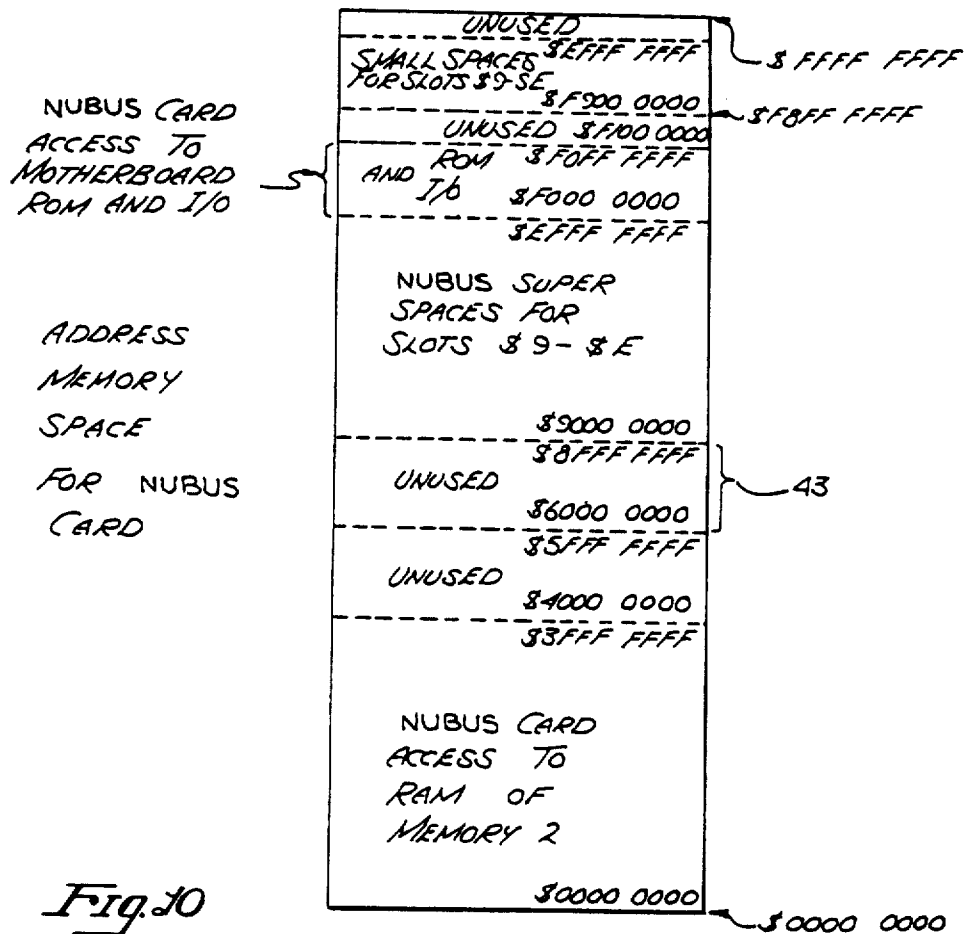 UNUSED
$EFFF FFFF
$FFFF FFFF
SMALL SPACES
FOR SLOTS $9-$E
$F900 0000
$F8FF FFFF
UNUSED $F100 0000
NUBUS CARD
ACCESS TO
MOTHERBOARD
ROM AND I/O
AND ROM
I/O
$F0FF FFFF
$F000 0000
$EFFF FFFF
NUBUS SUPER
SPACES FOR
SLOTS $9-$E
ADDRESS
MEMORY
SPACE
FOR NUBUS
CARD
$9000 0000
$8FFF FFFF
UNUSED
43
$6000 0000
$5FFF FFFF
UNUSED
$4000 0000
$3FFF FFFF
NUBUS CARD
ACCESS TO
RAM OF
MEMORY 2
$0000 0000
$0000 0000
Fig. 10